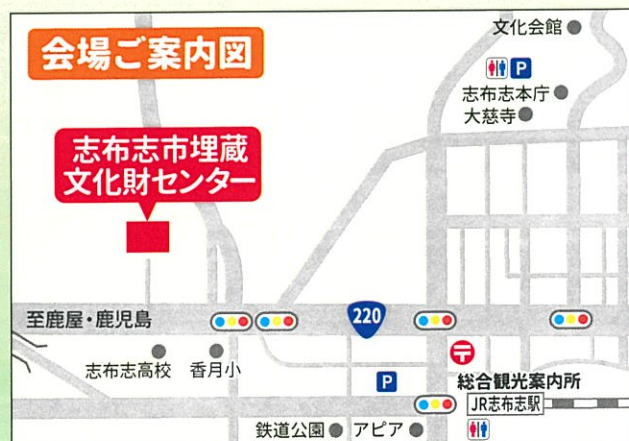 会場ご案内図
文化会館
P
志布志本庁
大慈寺
志布志市埋蔵
文化財センター
至鹿屋・鹿児島
220
志布志高校
香月小
〒
P
総合観光案内所
JR志布志駅
鉄道公園
アピア